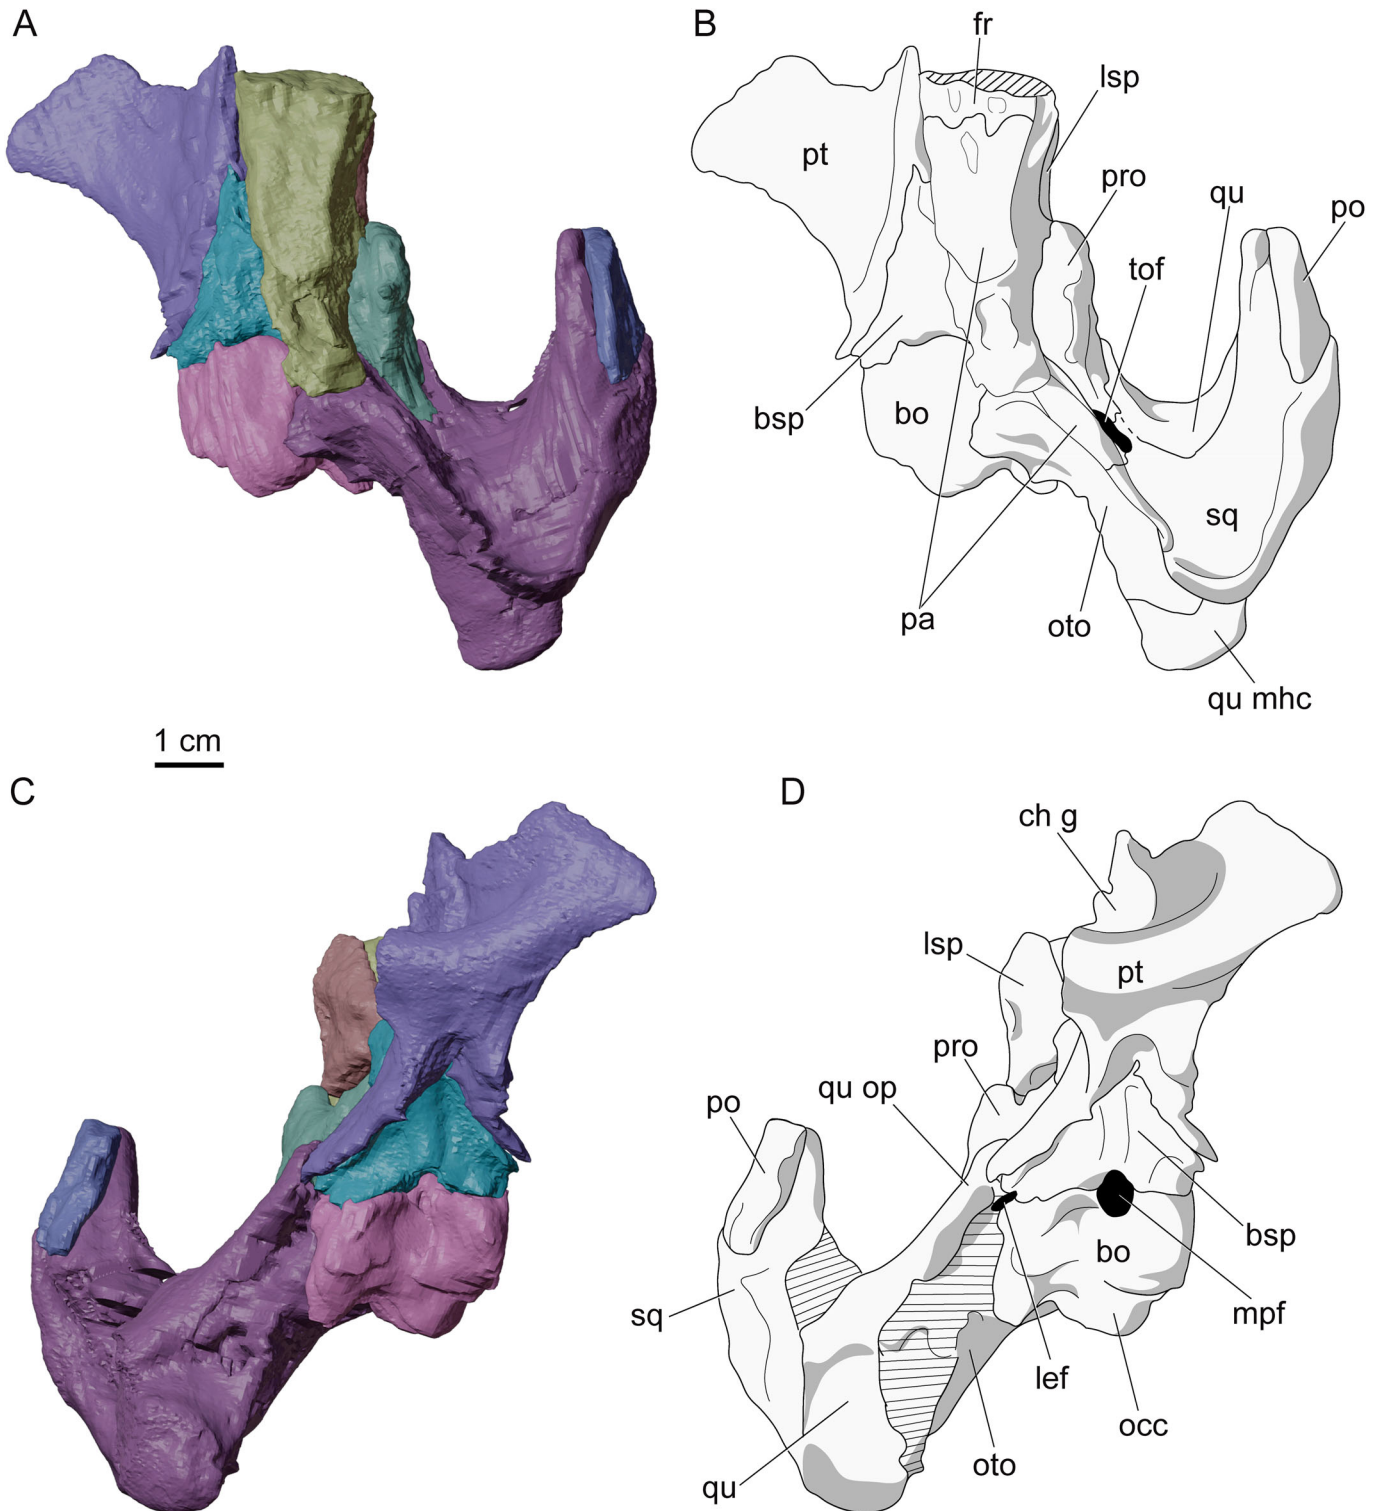 A
B
fr
lsp
pt
pro
qu
po
tof
bsp
bo
sq
pa
oto
qu mhc
1 cm
C
D
ch g
lsp
pt
pro
qu op
po
bsp
bo
sq
mpf
lef
occ
oto
qu